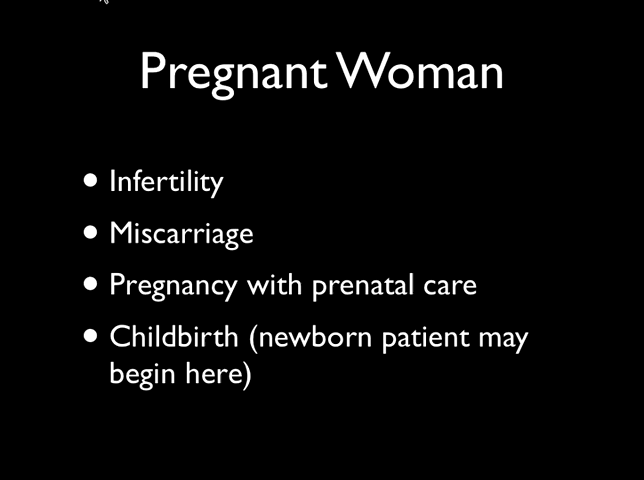 Pregnant Woman
• Infertility
• Miscarriage
• Pregnancy with prenatal care
• Childbirth (newborn patient may
begin here)